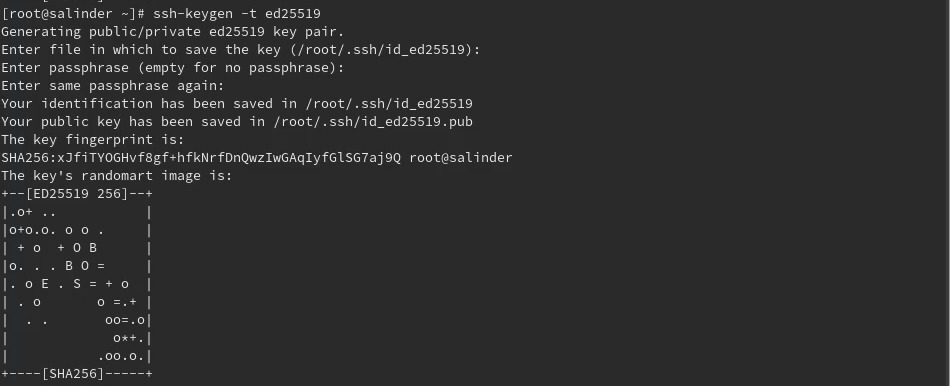 [root@salinder ~]# ssh-keygen -t ed25519
Generating public/private ed25519 key pair.
Enter file in which to save the key (/root/.ssh/id_ed25519):
Enter passphrase (empty for no passphrase):
Enter same passphrase again:
Your identification has been saved in /root/.ssh/id_ed25519
Your public key has been saved in /root/.ssh/id_ed25519.pub
The key fingerprint is:
SHA256:xJfiTYOGHvf8gf+hfkNrfDnQwzIwGAqIyfGlSG7aj9Q root@salinder
The key's randomart image is:
+--[ED25519 256]--+
|.o+ ..           |
|o+o.o. o o .     |
| + o  + O B      |
|o. . . B O =     |
|. o E . S = + o  |
| . o       o =.+ |
|  . .       oo=.o|
|             o*+.|
|           .oo.o.|
+----[SHA256]-----+